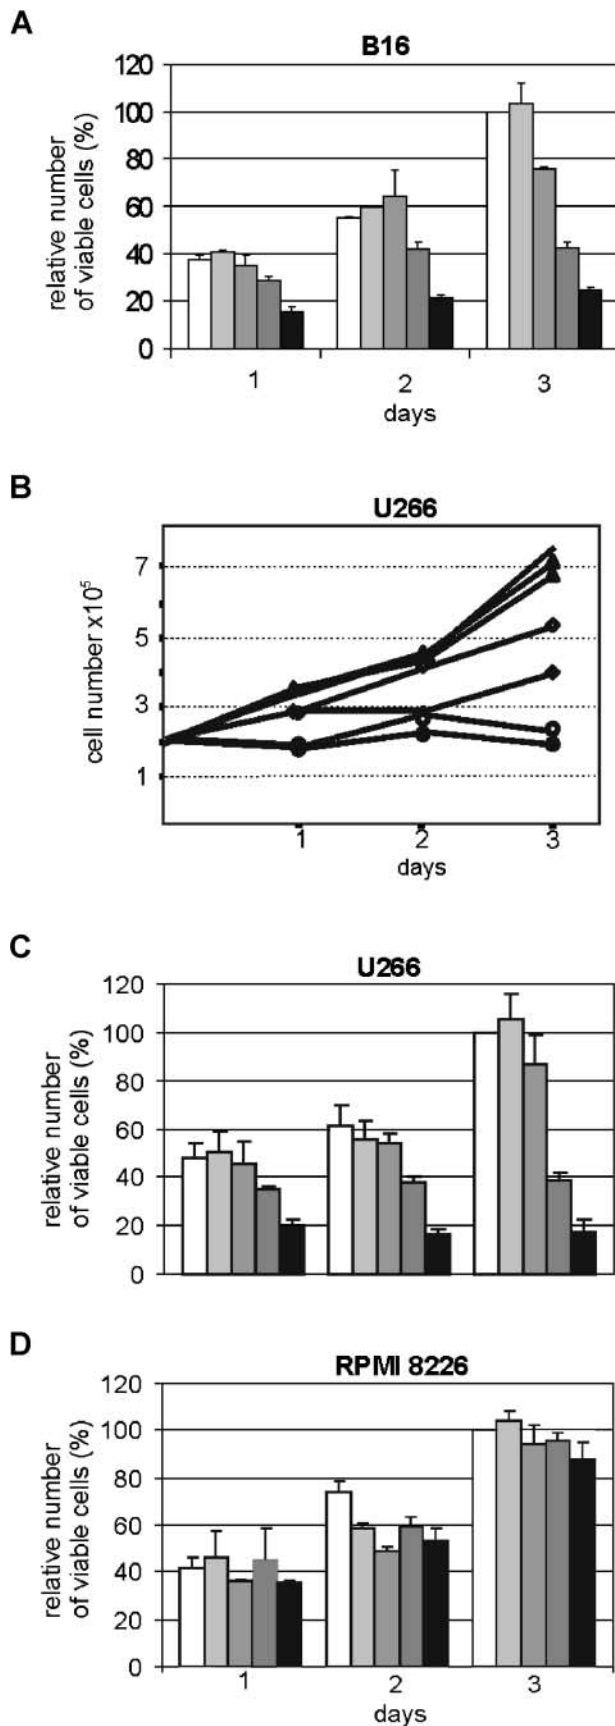 A
B16
120
100
80
60
40
20
0
relative number
of viable cells (%)
1 2 3
days
B
U266
7
5
3
1
cell number x10⁵
1 2 3
days
C
U266
120
100
80
60
40
20
0
relative number
of viable cells (%)
D
RPMI 8226
120
100
80
60
40
20
0
relative number
of viable cells (%)
1 2 3
days